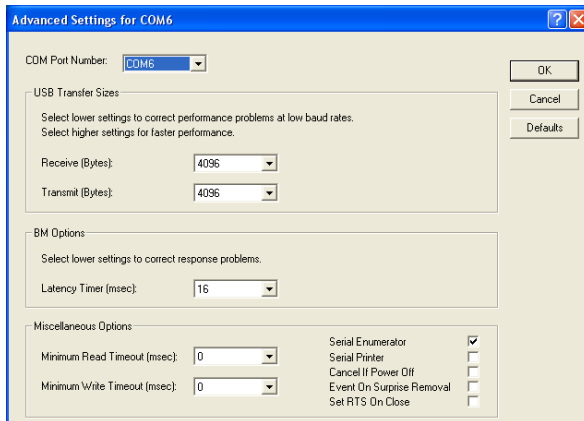 Advanced Settings for COM6
COM Port Number: COM6
OK
Cancel
Defaults
USB Transfer Sizes
Select lower settings to correct performance problems at low baud rates.
Select higher settings for faster performance.
Receive (Bytes): 4096
Transmit (Bytes): 4096
BM Options
Select lower settings to correct response problems.
Latency Timer (msec): 16
Miscellaneous Options
Minimum Read Timeout (msec): 0
Minimum Write Timeout (msec): 0
Serial Enumerator
Serial Printer
Cancel If Power Off
Event On Surprise Removal
Set RTS On Close